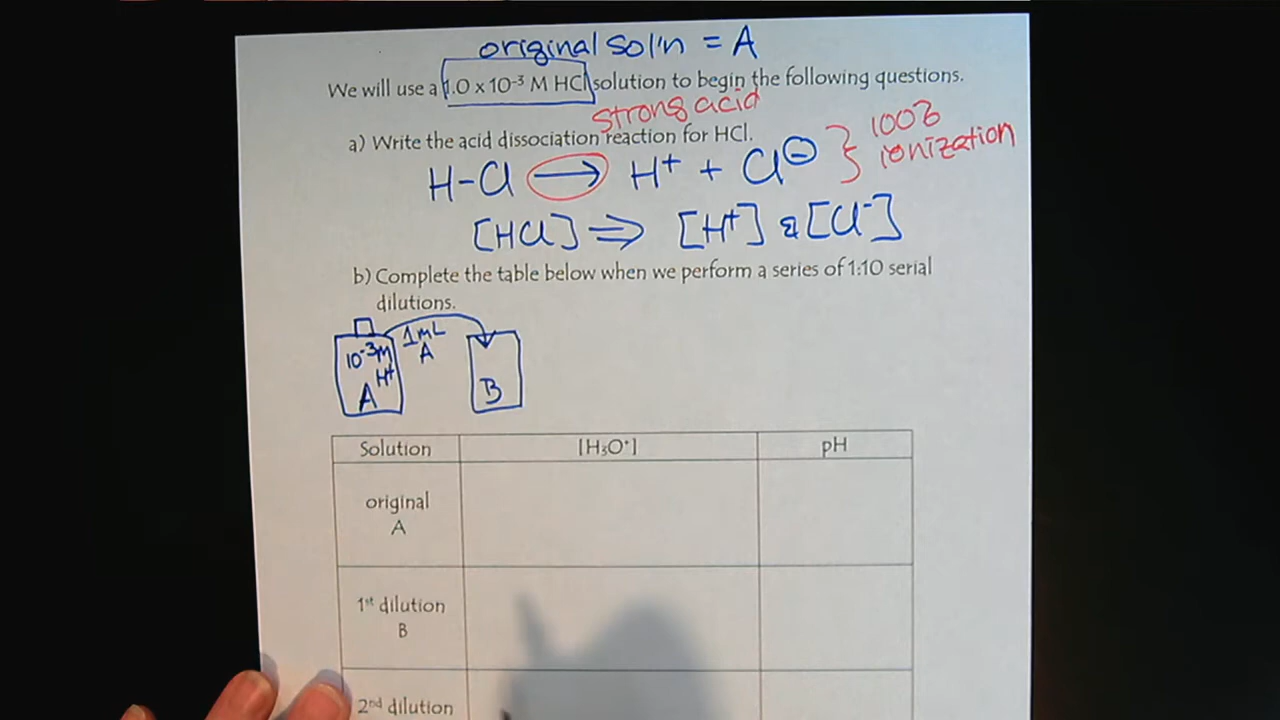 original sol'n = A
We will use a 1.0 x 10⁻³ M HCl solution to begin the following questions.
strong acid
a) Write the acid dissociation reaction for HCl.
H-Cl → H⁺ + Cl⊖ } 100%
ionization
[HCl] ⇒ [H⁺] & [Cl⁻]
b) Complete the table below when we perform a series of 1:10 serial
dilutions.
10⁻³M
H⁺
A
1mL
A
B
Solution [H₃O⁺] pH
original
A
1st dilution
B
2nd dilution